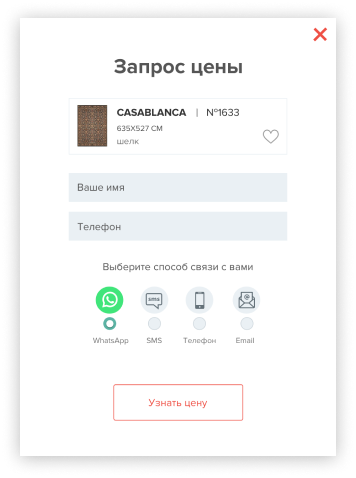 Запрос цены
CASABLANCA | №1633
635X527 СМ
шелк
Ваше имя
Телефон
Выберите способ связи с вами
sms
WhatsApp SMS Телефон Email
Узнать цену